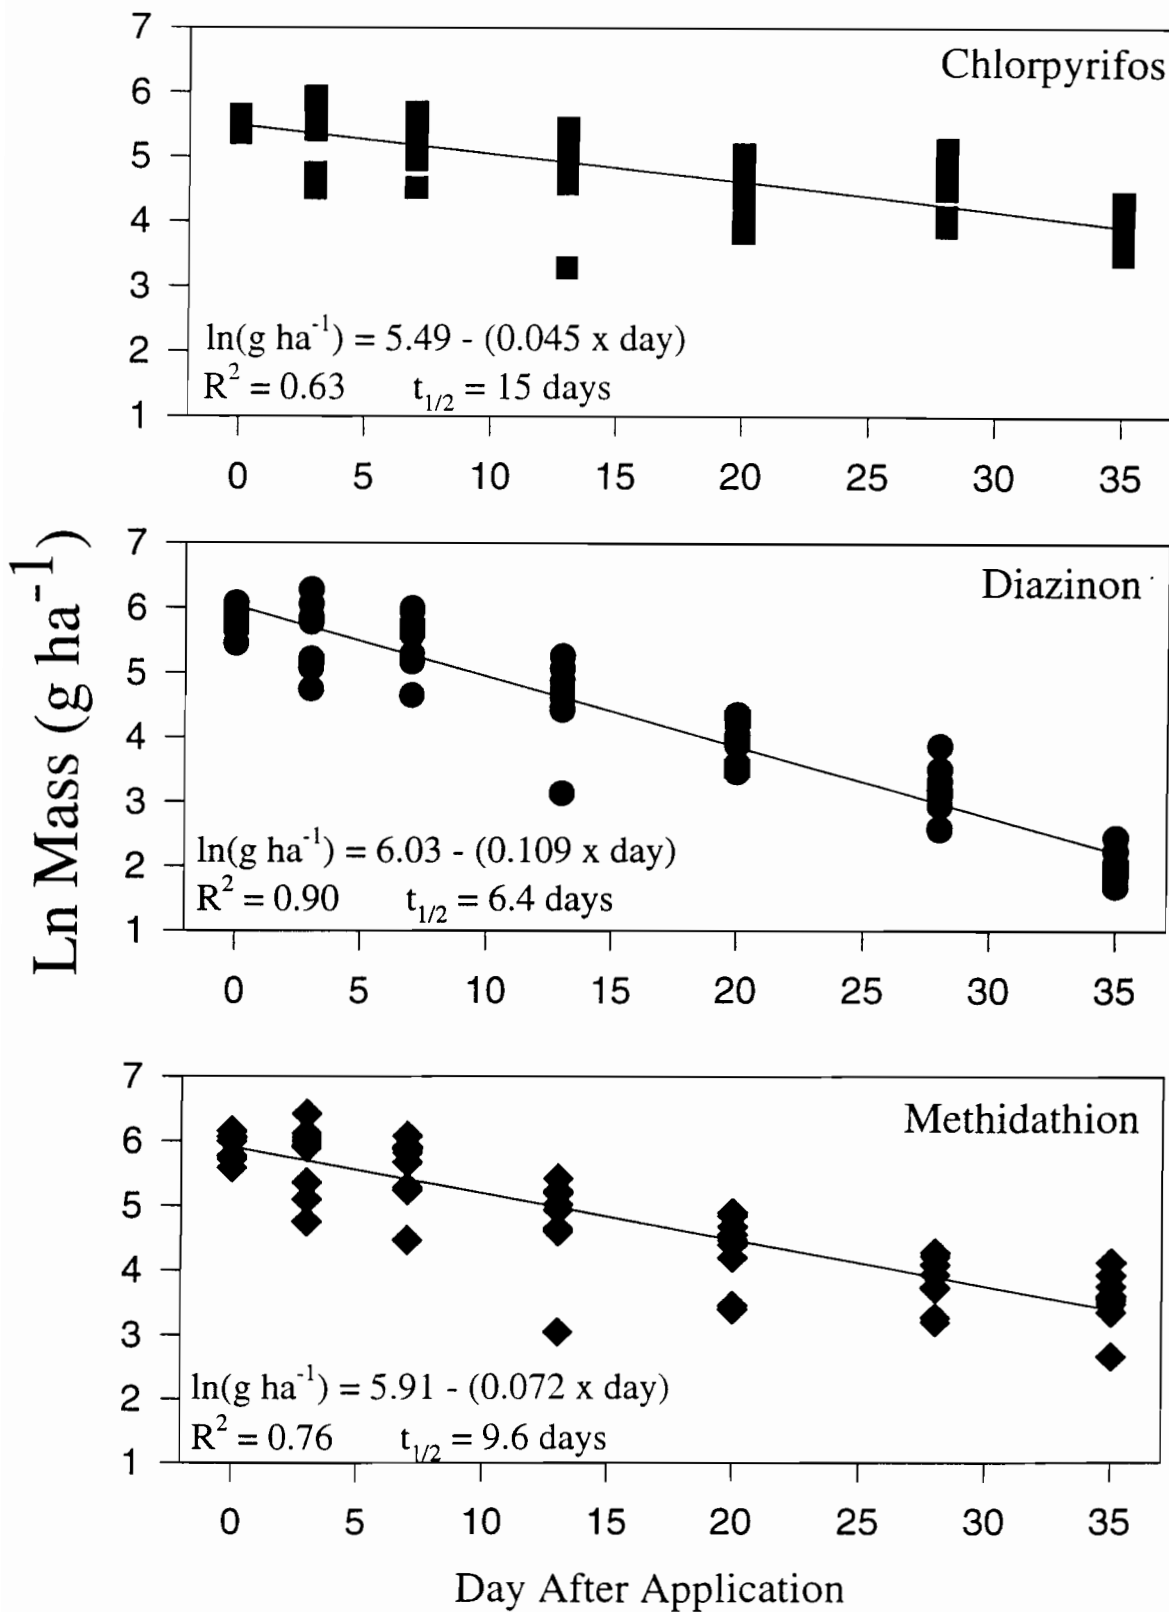 Ln Mass (g ha⁻¹)
7
6
5
4
3
2
1
Chlorpyrifos
ln(g ha⁻¹) = 5.49 - (0.045 x day)
R² = 0.63 t₁/₂ = 15 days
0 5 10 15 20 25 30 35
7
6
5
4
3
2
1
Diazinon
ln(g ha⁻¹) = 6.03 - (0.109 x day)
R² = 0.90 t₁/₂ = 6.4 days
0 5 10 15 20 25 30 35
7
6
5
4
3
2
1
Methidathion
ln(g ha⁻¹) = 5.91 - (0.072 x day)
R² = 0.76 t₁/₂ = 9.6 days
0 5 10 15 20 25 30 35
Day After Application